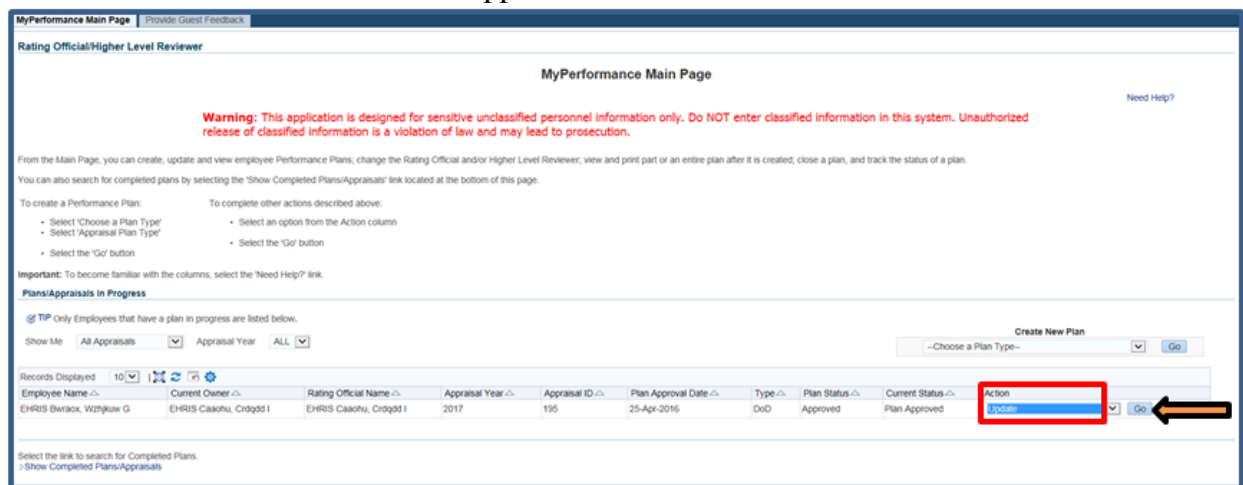 MyPerformance Main Page Provide Guest Feedback
Rating Official/Higher Level Reviewer
MyPerformance Main Page
Need Help?
Warning: This application is designed for sensitive unclassified personnel information only. Do NOT enter classified information in this system. Unauthorized
release of classified information is a violation of law and may lead to prosecution.
From the Main Page, you can create, update and view employee Performance Plans; change the Rating Official and/or Higher Level Reviewer; view and print part or an entire plan after it is created; close a plan, and track the status of a plan.
You can also search for completed plans by selecting the 'Show Completed Plans/Appraisals' link located at the bottom of this page.
To create a Performance Plan: To complete other actions described above:
• Select 'Choose a Plan Type' • Select an option from the Action column
• Select 'Appraisal Plan Type'
• Select the 'Go' button
• Select the 'Go' button
Important: To become familiar with the columns, select the 'Need Help?' link.
Plans/Appraisals In Progress
TIP Only Employees that have a plan in progress are listed below.
Create New Plan
Show Me All Appraisals Appraisal Year ALL --Choose a Plan Type-- Go
Records Displayed 10
Employee Name Current Owner Rating Official Name Appraisal Year Appraisal ID Plan Approval Date Type Plan Status Current Status Action
EHRIS Bwraox, Wzhjkuw G EHRIS Caaohu, Crdqdd I EHRIS Caaohu, Crdqdd I 2017 195 25-Apr-2016 DoD Approved Plan Approved Update Go
Select the link to search for Completed Plans.
Show Completed Plans/Appraisals